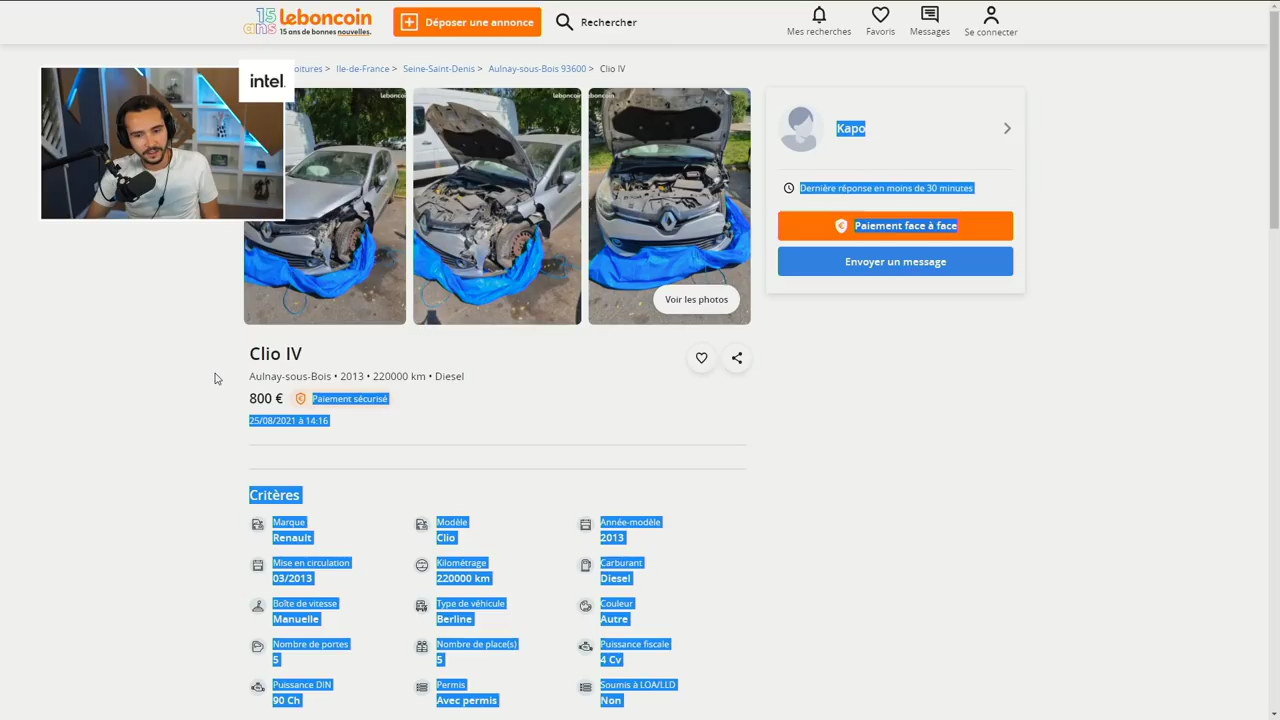 15 ans
leboncoin
15 ans de bonnes nouvelles.
Déposer une annonce
Rechercher
Mes recherches
Favoris
Messages
Se connecter
intel.
oitures > Ile-de-France > Seine-Saint-Denis > Aulnay-sous-Bois 93600 > Clio IV
leboncoin
leboncoin
Voir les photos
Kapo
Dernière réponse en moins de 30 minutes
Paiement face à face
Envoyer un message
Clio IV
Aulnay-sous-Bois • 2013 • 220000 km • Diesel
800 € Paiement sécurisé
25/08/2021 à 14:16
Critères
Marque
Renault
Modèle
Clio
Année-modèle
2013
Mise en circulation
03/2013
Kilométrage
220000 km
Carburant
Diesel
Boîte de vitesse
Manuelle
Type de véhicule
Berline
Couleur
Autre
Nombre de portes
5
Nombre de place(s)
5
Puissance fiscale
4 Cv
Puissance DIN
90 Ch
Permis
Avec permis
Soumis à LOA/LLD
Non